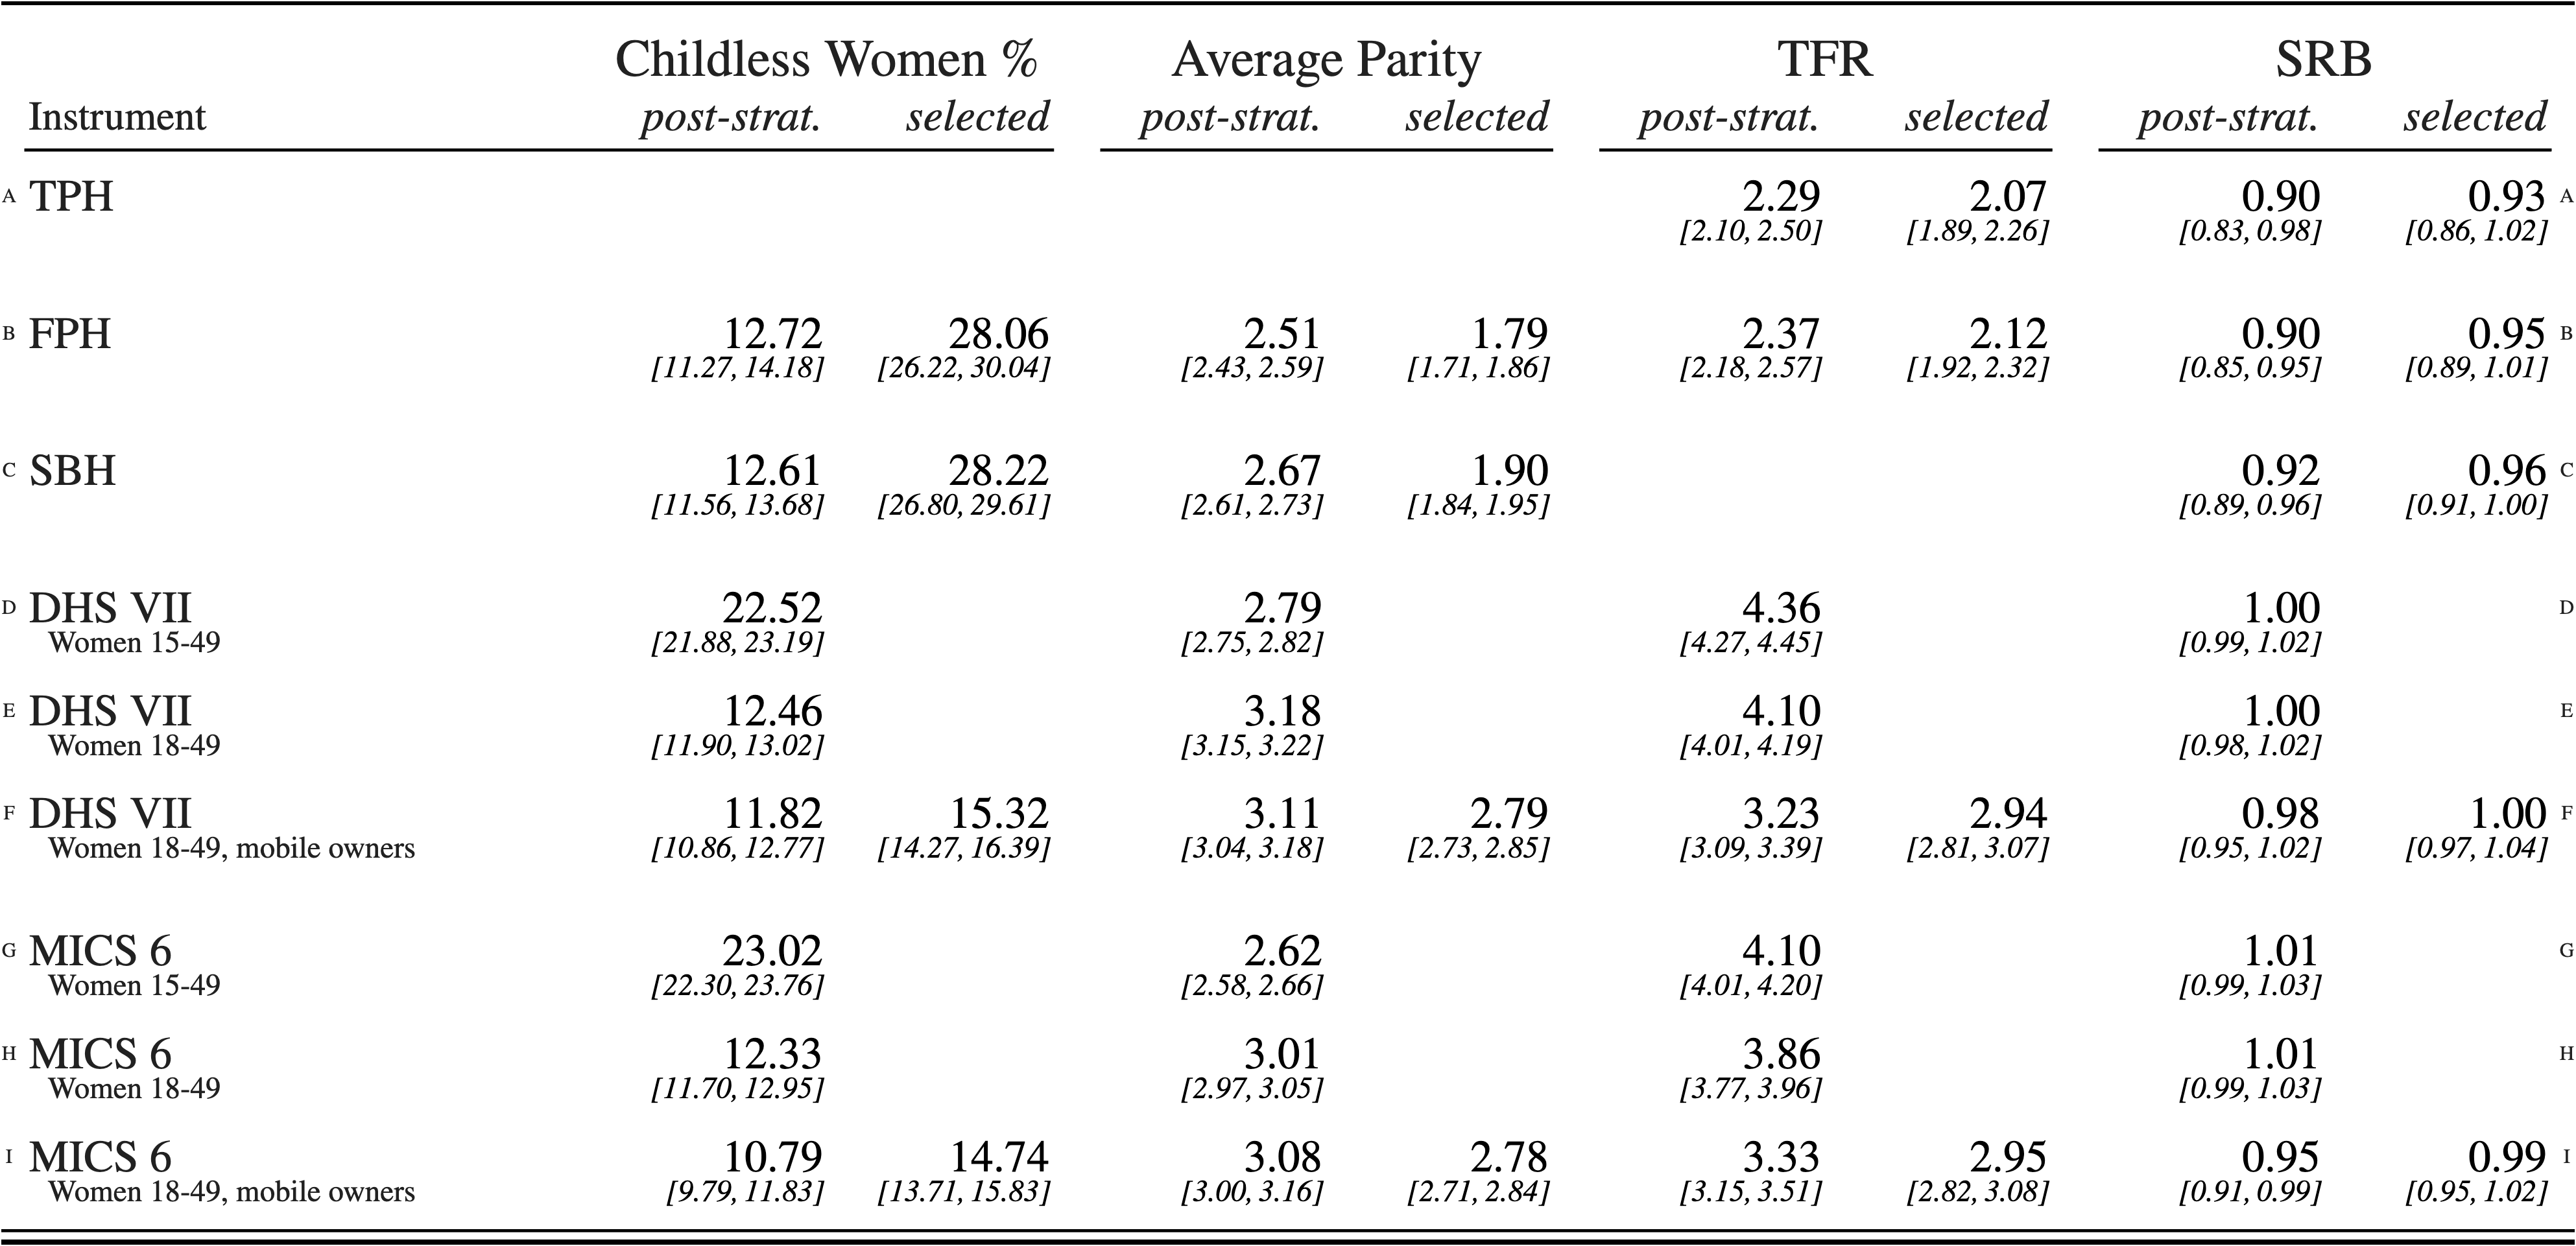 Childless Women % Average Parity TFR SRB
Instrument post-strat. selected post-strat. selected post-strat. selected post-strat. selected
A TPH 2.29 2.07 0.90 0.93 A
[2.10, 2.50] [1.89, 2.26] [0.83, 0.98] [0.86, 1.02]
B FPH 12.72 28.06 2.51 1.79 2.37 2.12 0.90 0.95 B
[11.27, 14.18] [26.22, 30.04] [2.43, 2.59] [1.71, 1.86] [2.18, 2.57] [1.92, 2.32] [0.85, 0.95] [0.89, 1.01]
C SBH 12.61 28.22 2.67 1.90 0.92 0.96 C
[11.56, 13.68] [26.80, 29.61] [2.61, 2.73] [1.84, 1.95] [0.89, 0.96] [0.91, 1.00]
D DHS VII 22.52 2.79 4.36 1.00 D
Women 15-49 [21.88, 23.19] [2.75, 2.82] [4.27, 4.45] [0.99, 1.02]
E DHS VII 12.46 3.18 4.10 1.00 E
Women 18-49 [11.90, 13.02] [3.15, 3.22] [4.01, 4.19] [0.98, 1.02]
F DHS VII 11.82 15.32 3.11 2.79 3.23 2.94 0.98 1.00 F
Women 18-49, mobile owners [10.86, 12.77] [14.27, 16.39] [3.04, 3.18] [2.73, 2.85] [3.09, 3.39] [2.81, 3.07] [0.95, 1.02] [0.97, 1.04]
G MICS 6 23.02 2.62 4.10 1.01 G
Women 15-49 [22.30, 23.76] [2.58, 2.66] [4.01, 4.20] [0.99, 1.03]
H MICS 6 12.33 3.01 3.86 1.01 H
Women 18-49 [11.70, 12.95] [2.97, 3.05] [3.77, 3.96] [0.99, 1.03]
I MICS 6 10.79 14.74 3.08 2.78 3.33 2.95 0.95 0.99 I
Women 18-49, mobile owners [9.79, 11.83] [13.71, 15.83] [3.00, 3.16] [2.71, 2.84] [3.15, 3.51] [2.82, 3.08] [0.91, 0.99] [0.95, 1.02]